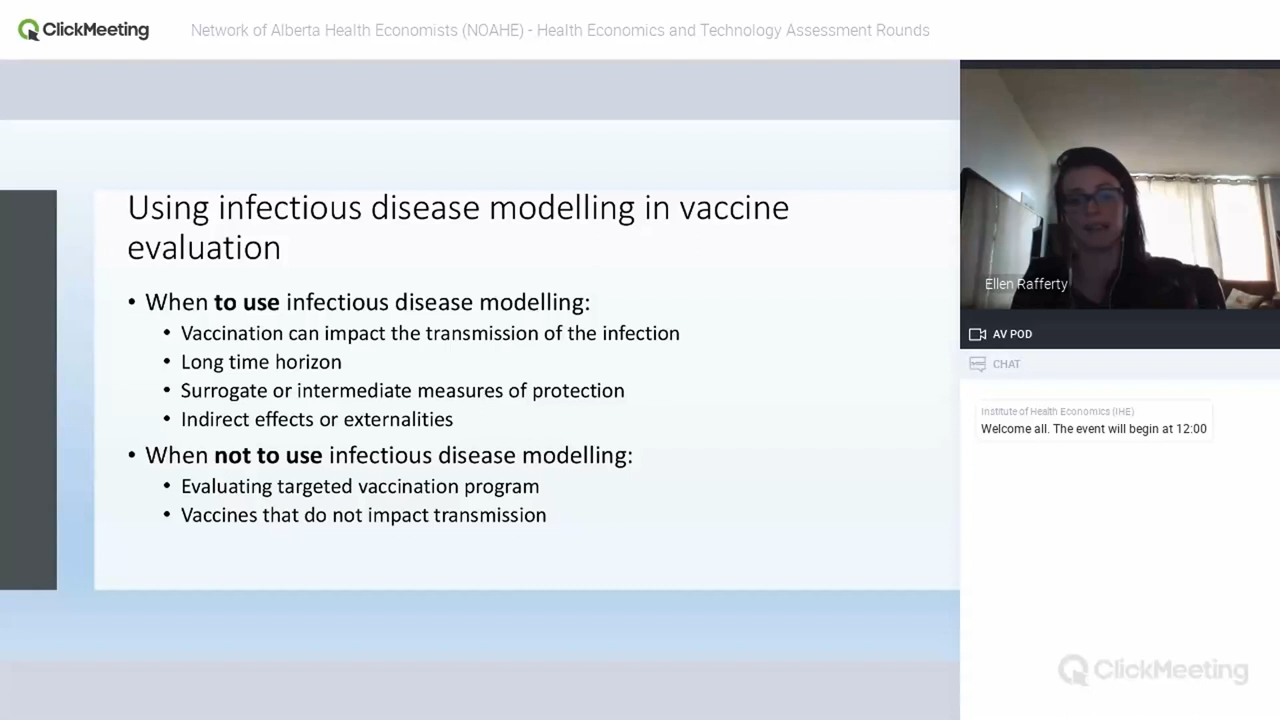 ClickMeeting
Network of Alberta Health Economists (NOAHE) - Health Economics and Technology Assessment Rounds
Using infectious disease modelling in vaccine
evaluation
• When to use infectious disease modelling:
• Vaccination can impact the transmission of the infection
• Long time horizon
• Surrogate or intermediate measures of protection
• Indirect effects or externalities
• When not to use infectious disease modelling:
• Evaluating targeted vaccination program
• Vaccines that do not impact transmission
Ellen Rafferty
AV POD
CHAT
Institute of Health Economics (IHE)
Welcome all. The event will begin at 12:00
ClickMeeting